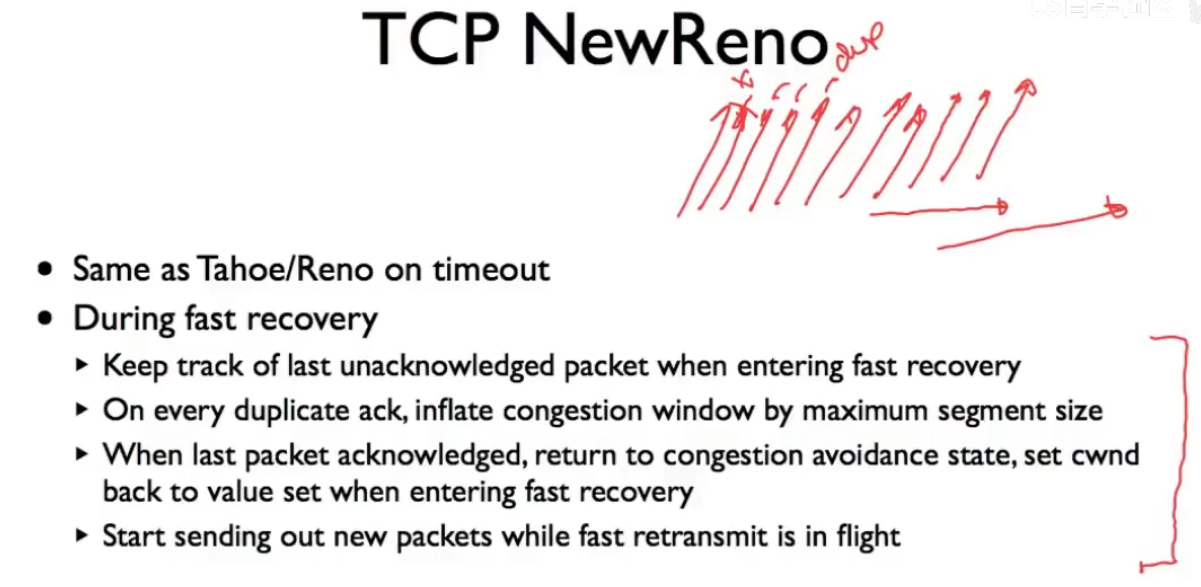 TCP NewReno
dup
• Same as Tahoe/Reno on timeout
• During fast recovery
▸ Keep track of last unacknowledged packet when entering fast recovery
▸ On every duplicate ack, inflate congestion window by maximum segment size
▸ When last packet acknowledged, return to congestion avoidance state, set cwnd
back to value set when entering fast recovery
▸ Start sending out new packets while fast retransmit is in flight